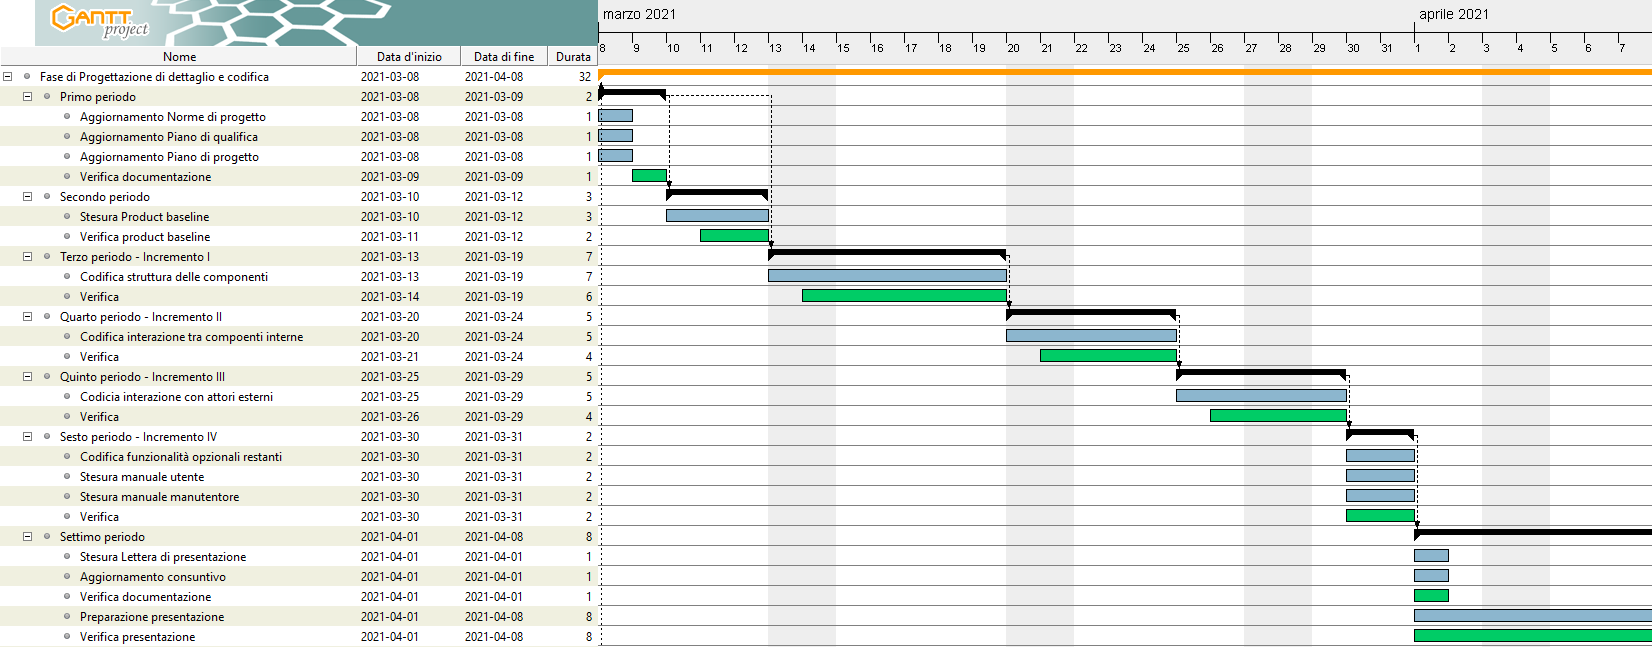 GANTT
project
marzo 2021
aprile 2021
Nome Data d'inizio Data di fine Durata
8 9 10 11 12 13 14 15 16 17 18 19 20 21 22 23 24 25 26 27 28 29 30 31 1 2 3 4 5 6 7
Fase di Progettazione di dettaglio e codifica 2021-03-08 2021-04-08 32
Primo periodo 2021-03-08 2021-03-09 2
Aggiornamento Norme di progetto 2021-03-08 2021-03-08 1
Aggiornamento Piano di qualifica 2021-03-08 2021-03-08 1
Aggiornamento Piano di progetto 2021-03-08 2021-03-08 1
Verifica documentazione 2021-03-09 2021-03-09 1
Secondo periodo 2021-03-10 2021-03-12 3
Stesura Product baseline 2021-03-10 2021-03-12 3
Verifica product baseline 2021-03-11 2021-03-12 2
Terzo periodo - Incremento I 2021-03-13 2021-03-19 7
Codifica struttura delle componenti 2021-03-13 2021-03-19 7
Verifica 2021-03-14 2021-03-19 6
Quarto periodo - Incremento II 2021-03-20 2021-03-24 5
Codifica interazione tra compoenti interne 2021-03-20 2021-03-24 5
Verifica 2021-03-21 2021-03-24 4
Quinto periodo - Incremento III 2021-03-25 2021-03-29 5
Codicia interazione con attori esterni 2021-03-25 2021-03-29 5
Verifica 2021-03-26 2021-03-29 4
Sesto periodo - Incremento IV 2021-03-30 2021-03-31 2
Codifica funzionalità opzionali restanti 2021-03-30 2021-03-31 2
Stesura manuale utente 2021-03-30 2021-03-31 2
Stesura manuale manutentore 2021-03-30 2021-03-31 2
Verifica 2021-03-30 2021-03-31 2
Settimo periodo 2021-04-01 2021-04-08 8
Stesura Lettera di presentazione 2021-04-01 2021-04-01 1
Aggiornamento consuntivo 2021-04-01 2021-04-01 1
Verifica documentazione 2021-04-01 2021-04-01 1
Preparazione presentazione 2021-04-01 2021-04-08 8
Verifica presentazione 2021-04-01 2021-04-08 8